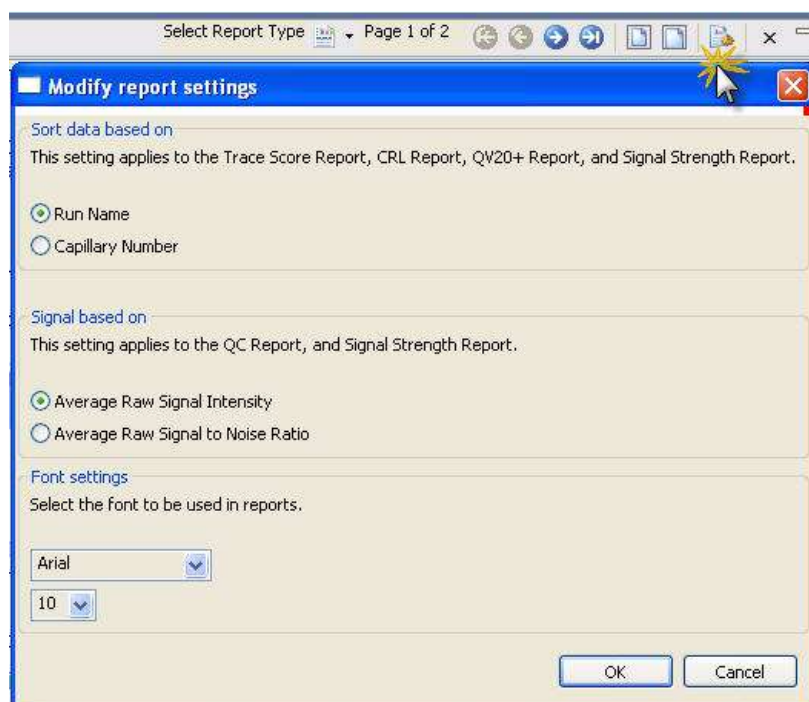 Select Report Type Page 1 of 2
Modify report settings
Sort data based on
This setting applies to the Trace Score Report, CRL Report, QV20+ Report, and Signal Strength Report.
Run Name
Capillary Number
Signal based on
This setting applies to the QC Report, and Signal Strength Report.
Average Raw Signal Intensity
Average Raw Signal to Noise Ratio
Font settings
Select the font to be used in reports.
Arial
10
OK Cancel